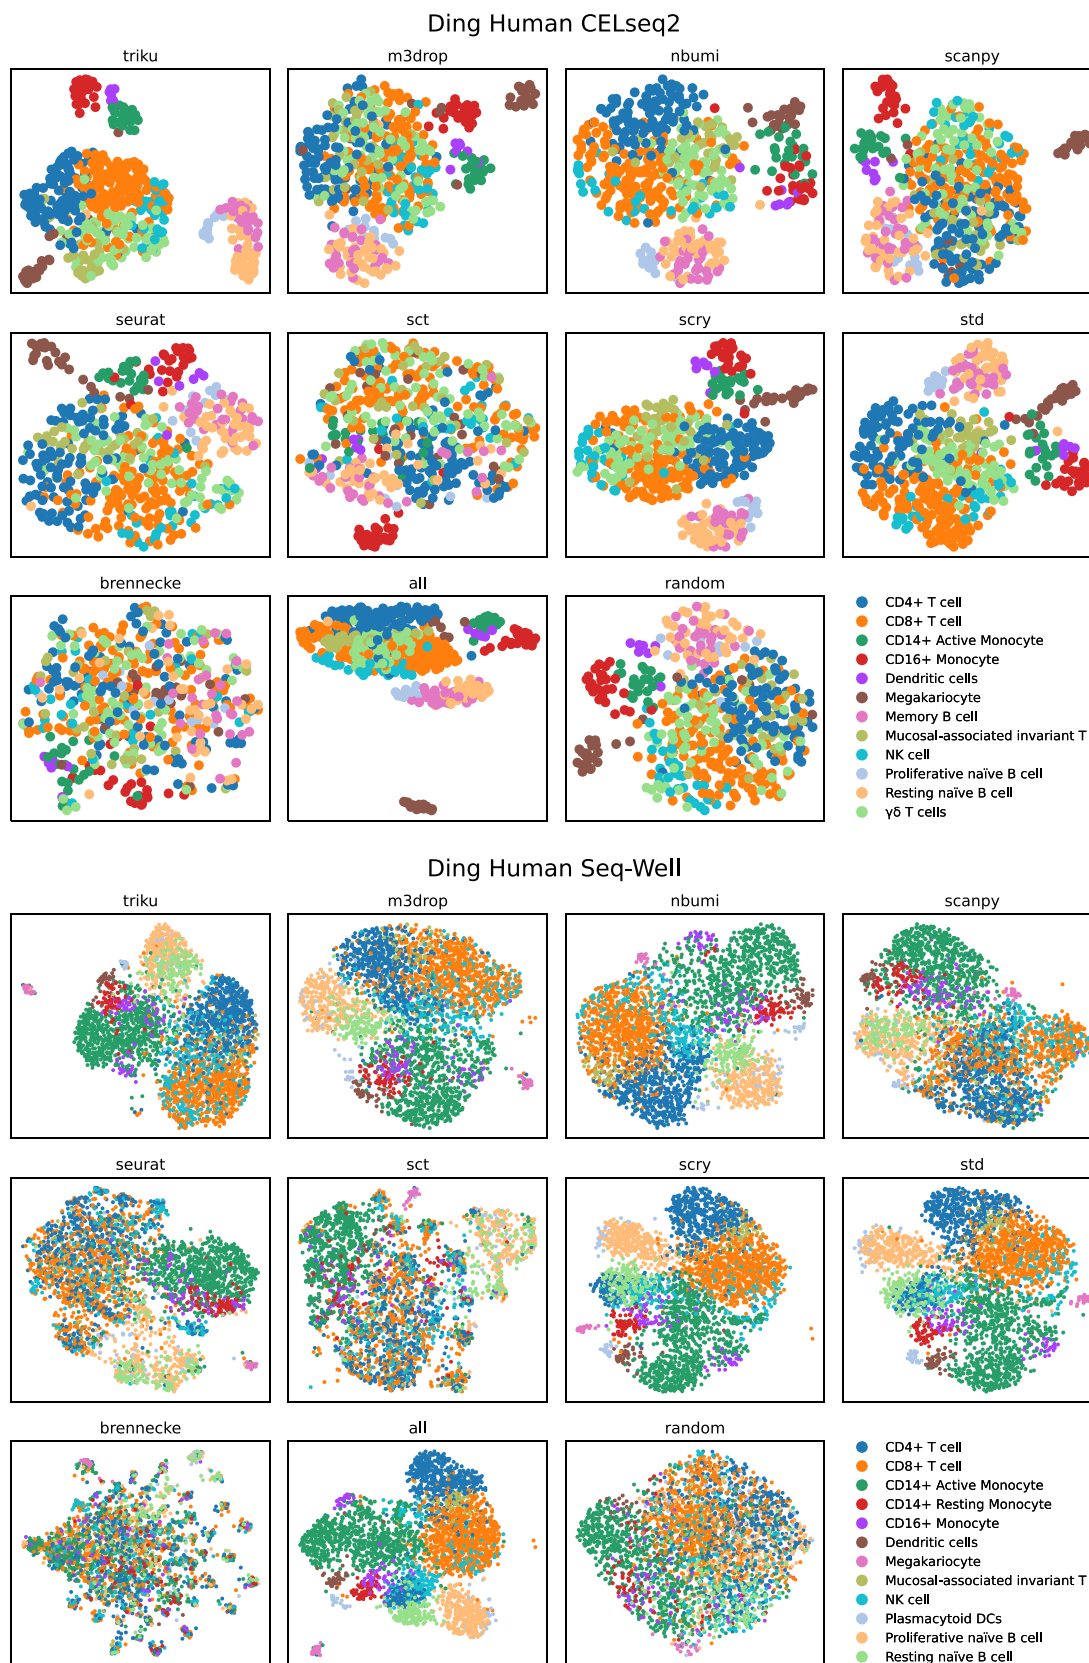 Ding Human CELseq2
triku
m3drop
nbumi
scanpy
seurat
sct
scry
std
brennecke
all
random
CD4+ T cell
CD8+ T cell
CD14+ Active Monocyte
CD16+ Monocyte
Dendritic cells
Megakariocyte
Memory B cell
Mucosal-associated invariant T
NK cell
Proliferative naïve B cell
Resting naïve B cell
γδ T cells
Ding Human Seq-Well
triku
m3drop
nbumi
scanpy
seurat
sct
scry
std
brennecke
all
random
CD4+ T cell
CD8+ T cell
CD14+ Active Monocyte
CD14+ Resting Monocyte
CD16+ Monocyte
Dendritic cells
Megakariocyte
Mucosal-associated invariant T
NK cell
Plasmacytoid DCs
Proliferative naïve B cell
Resting naïve B cell